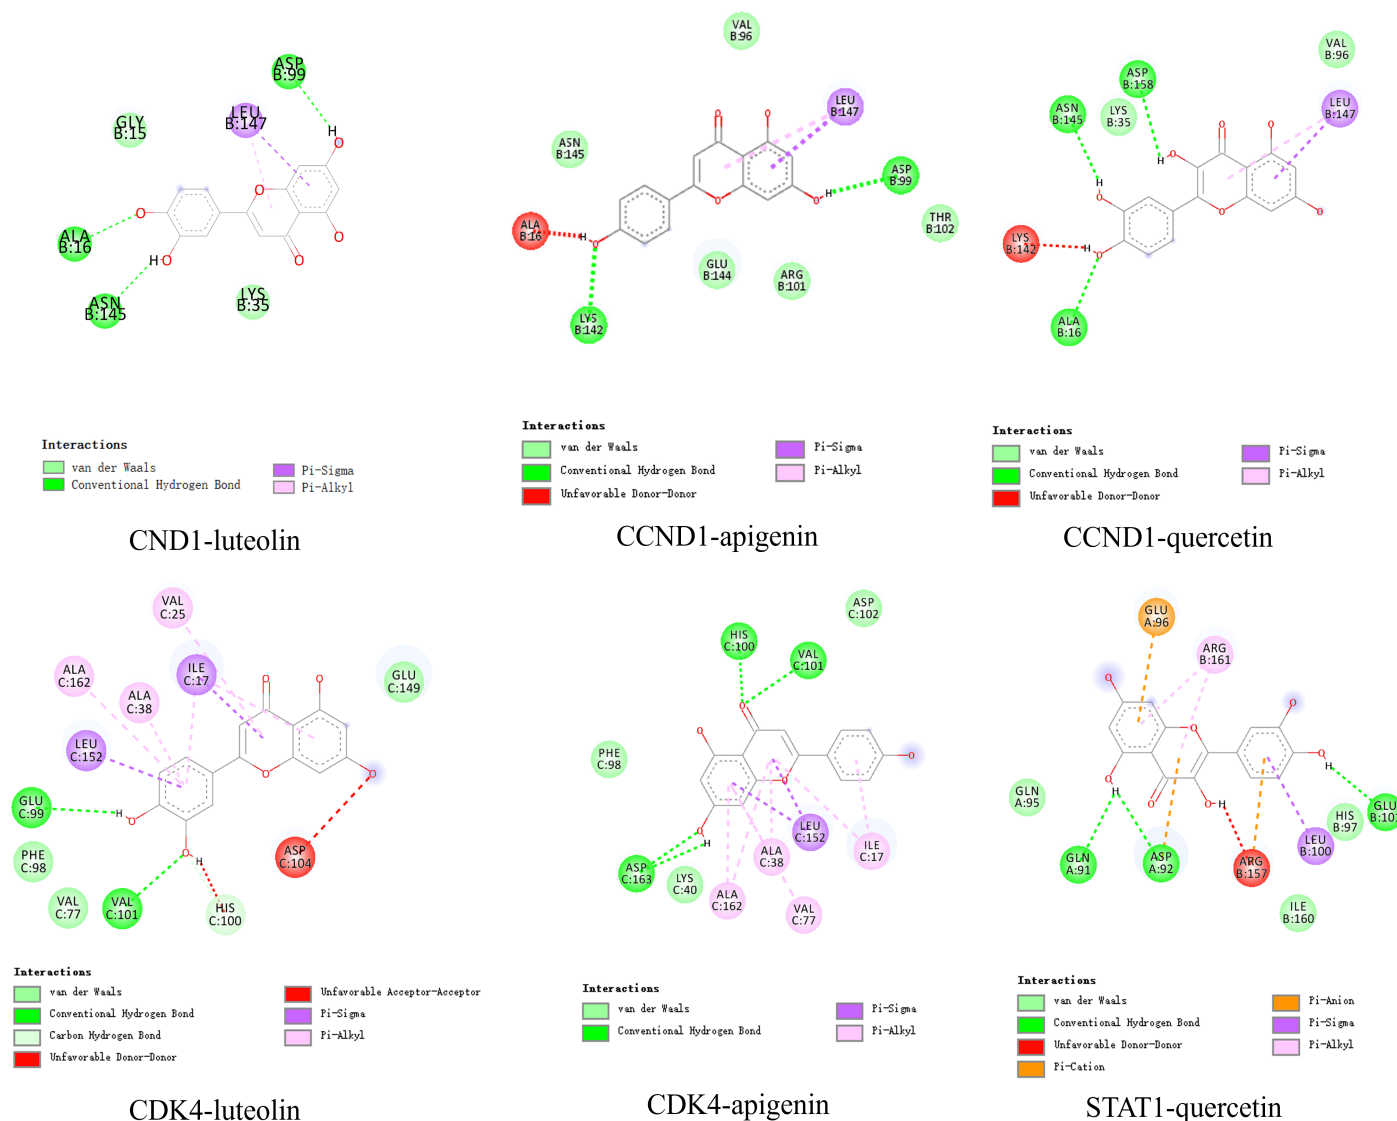 ASP
B:99
GLY
B:15
LEU
B:147
H
O
O
O
ALA
B:16
H
O
O
O
ASN
B:145
LYS
B:35
Interactions
van der Waals
Conventional Hydrogen Bond
Pi-Sigma
Pi-Alkyl
CND1-luteolin
VAL
B:96
LEU
B:147
O
O
ASN
B:145
ASP
B:99
H
O
O
THR
B:102
ALA
B:16
H
O
GLU
B:144
ARG
B:101
LYS
B:142
Interactions
van der Waals
Conventional Hydrogen Bond
Unfavorable Donor-Donor
Pi-Sigma
Pi-Alkyl
CCND1-apigenin
VAL
B:96
ASP
B:158
ASN
B:145
LYS
B:35
LEU
B:147
O
O
H
O
H
O
O
O
LYS
B:142
H
O
ALA
B:16
Interactions
van der Waals
Conventional Hydrogen Bond
Unfavorable Donor-Donor
Pi-Sigma
Pi-Alkyl
CCND1-quercetin
VAL
C:25
ALA
C:162
ILE
C:17
ALA
C:38
GLU
C:149
O
O
LEU
C:152
O
O
GLU
C:99
H
O
O
H
PHE
C:98
ASP
C:104
VAL
C:77
VAL
C:101
HIS
C:100
Interactions
van der Waals
Conventional Hydrogen Bond
Carbon Hydrogen Bond
Unfavorable Donor-Donor
Unfavorable Acceptor-Acceptor
Pi-Sigma
Pi-Alkyl
CDK4-luteolin
ASP
C:102
HIS
C:100
VAL
C:101
O
O
O
PHE
C:98
O
O
H
LEU
C:152
ILE
C:17
ALA
C:38
ASP
C:163
LYS
C:40
ALA
C:162
VAL
C:77
Interactions
van der Waals
Conventional Hydrogen Bond
Pi-Sigma
Pi-Alkyl
CDK4-apigenin
GLU
A:96
ARG
B:161
O
O
O
O
H
O
H
O
O
H
GLN
A:95
GLU
B:103
HIS
B:97
LEU
B:100
GLN
A:91
ASP
A:92
ARG
B:157
ILE
B:160
Interactions
van der Waals
Conventional Hydrogen Bond
Unfavorable Donor-Donor
Pi-Cation
Pi-Anion
Pi-Sigma
Pi-Alkyl
STAT1-quercetin